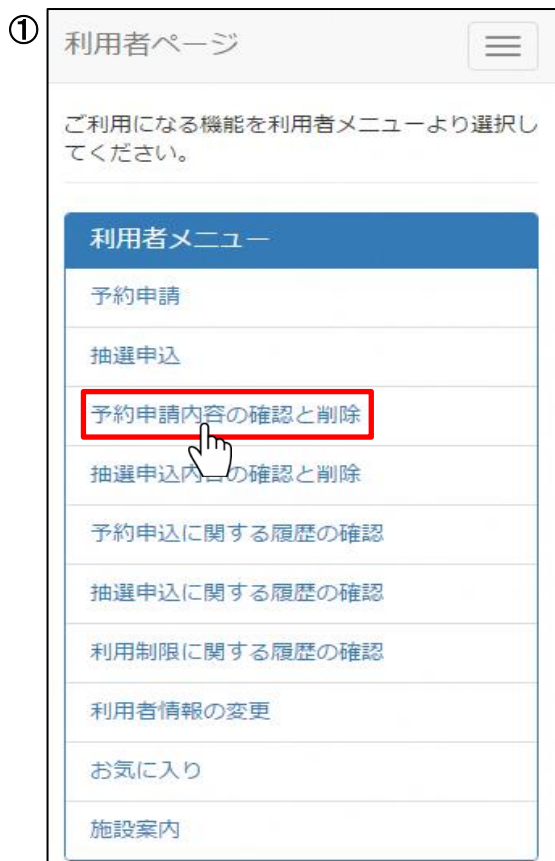 ①
利用者ページ
ご利用になる機能を利用者メニューより選択し
てください。
利用者メニュー
予約申請
抽選申込
予約申請内容の確認と削除
抽選申込内容の確認と削除
予約申込に関する履歴の確認
抽選申込に関する履歴の確認
利用制限に関する履歴の確認
利用者情報の変更
お気に入り
施設案内